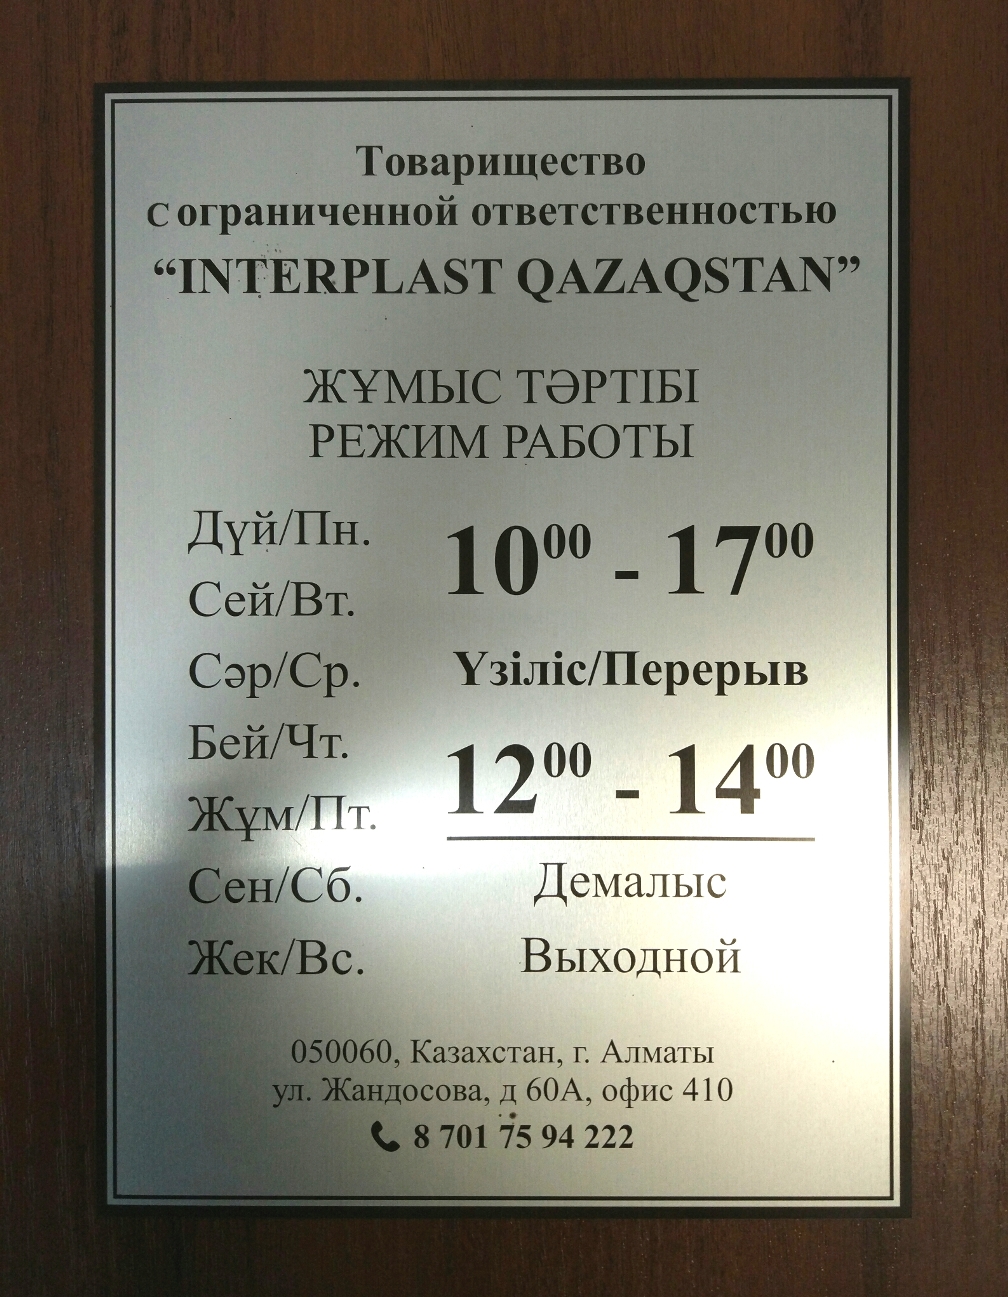 Товарищество
с ограниченной ответственностью
“INTERPLAST QAZAQSTAN”
ЖҰМЫС ТӘРТІБІ
РЕЖИМ РАБОТЫ
Дүй/Пн.
Сей/Вт.
Сәр/Ср.
Бей/Чт.
Жұм/Пт.
10⁰⁰ - 17⁰⁰
Үзіліс/Перерыв
12⁰⁰ - 14⁰⁰
Сен/Сб.
Жек/Вс.
Демалыс
Выходной
050060, Казахстан, г. Алматы
ул. Жандосова, д 60А, офис 410
8 701 75 94 222